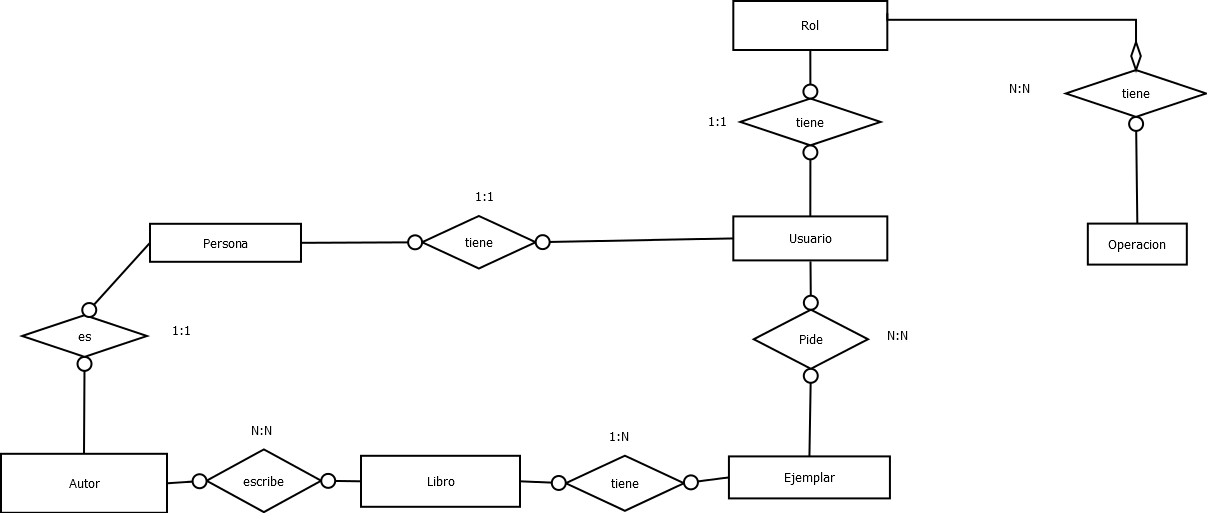 Rol
N:N
tiene
1:1
tiene
1:1
Persona
tiene
Usuario
Operacion
es
1:1
Pide
N:N
N:N
1:N
Autor
escribe
Libro
tiene
Ejemplar